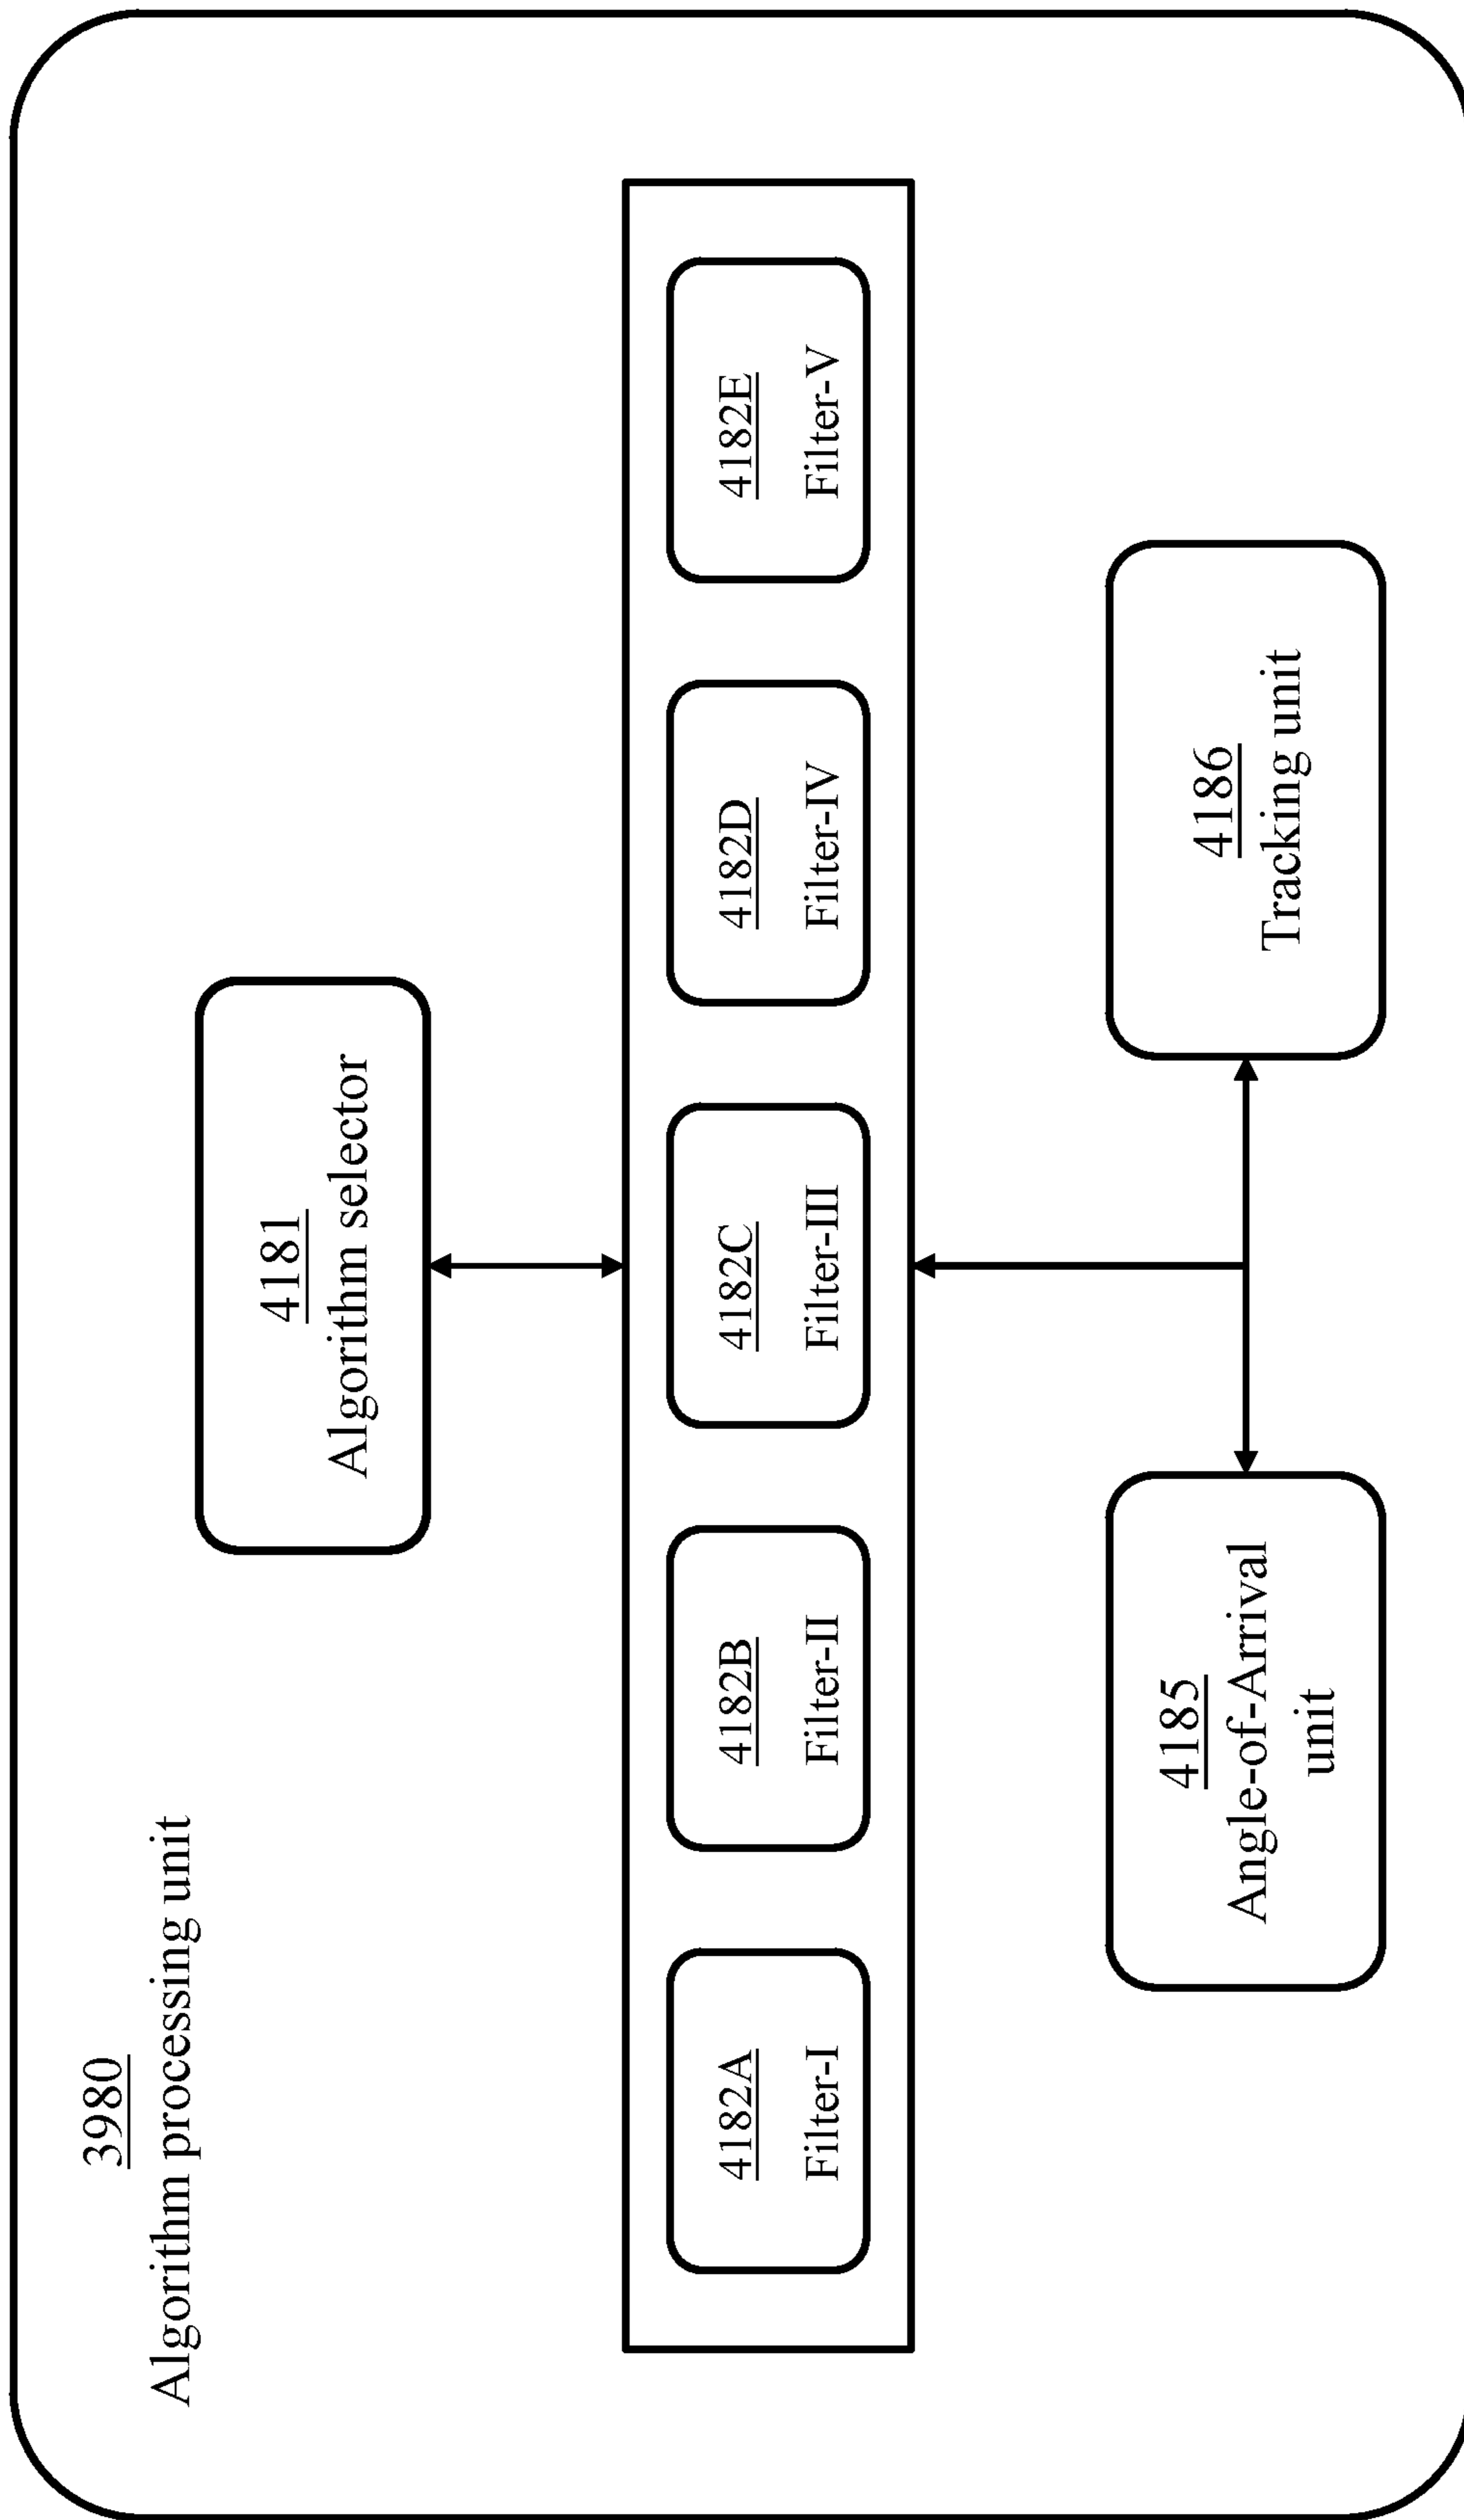 3980
Algorithm processing unit
4181
Algorithm selector
4182A
Filter-I
4182B
Filter-II
4182C
Filter-III
4182D
Filter-IV
4182E
Filter-V
4185
Angle-of-Arrival
unit
4186
Tracking unit